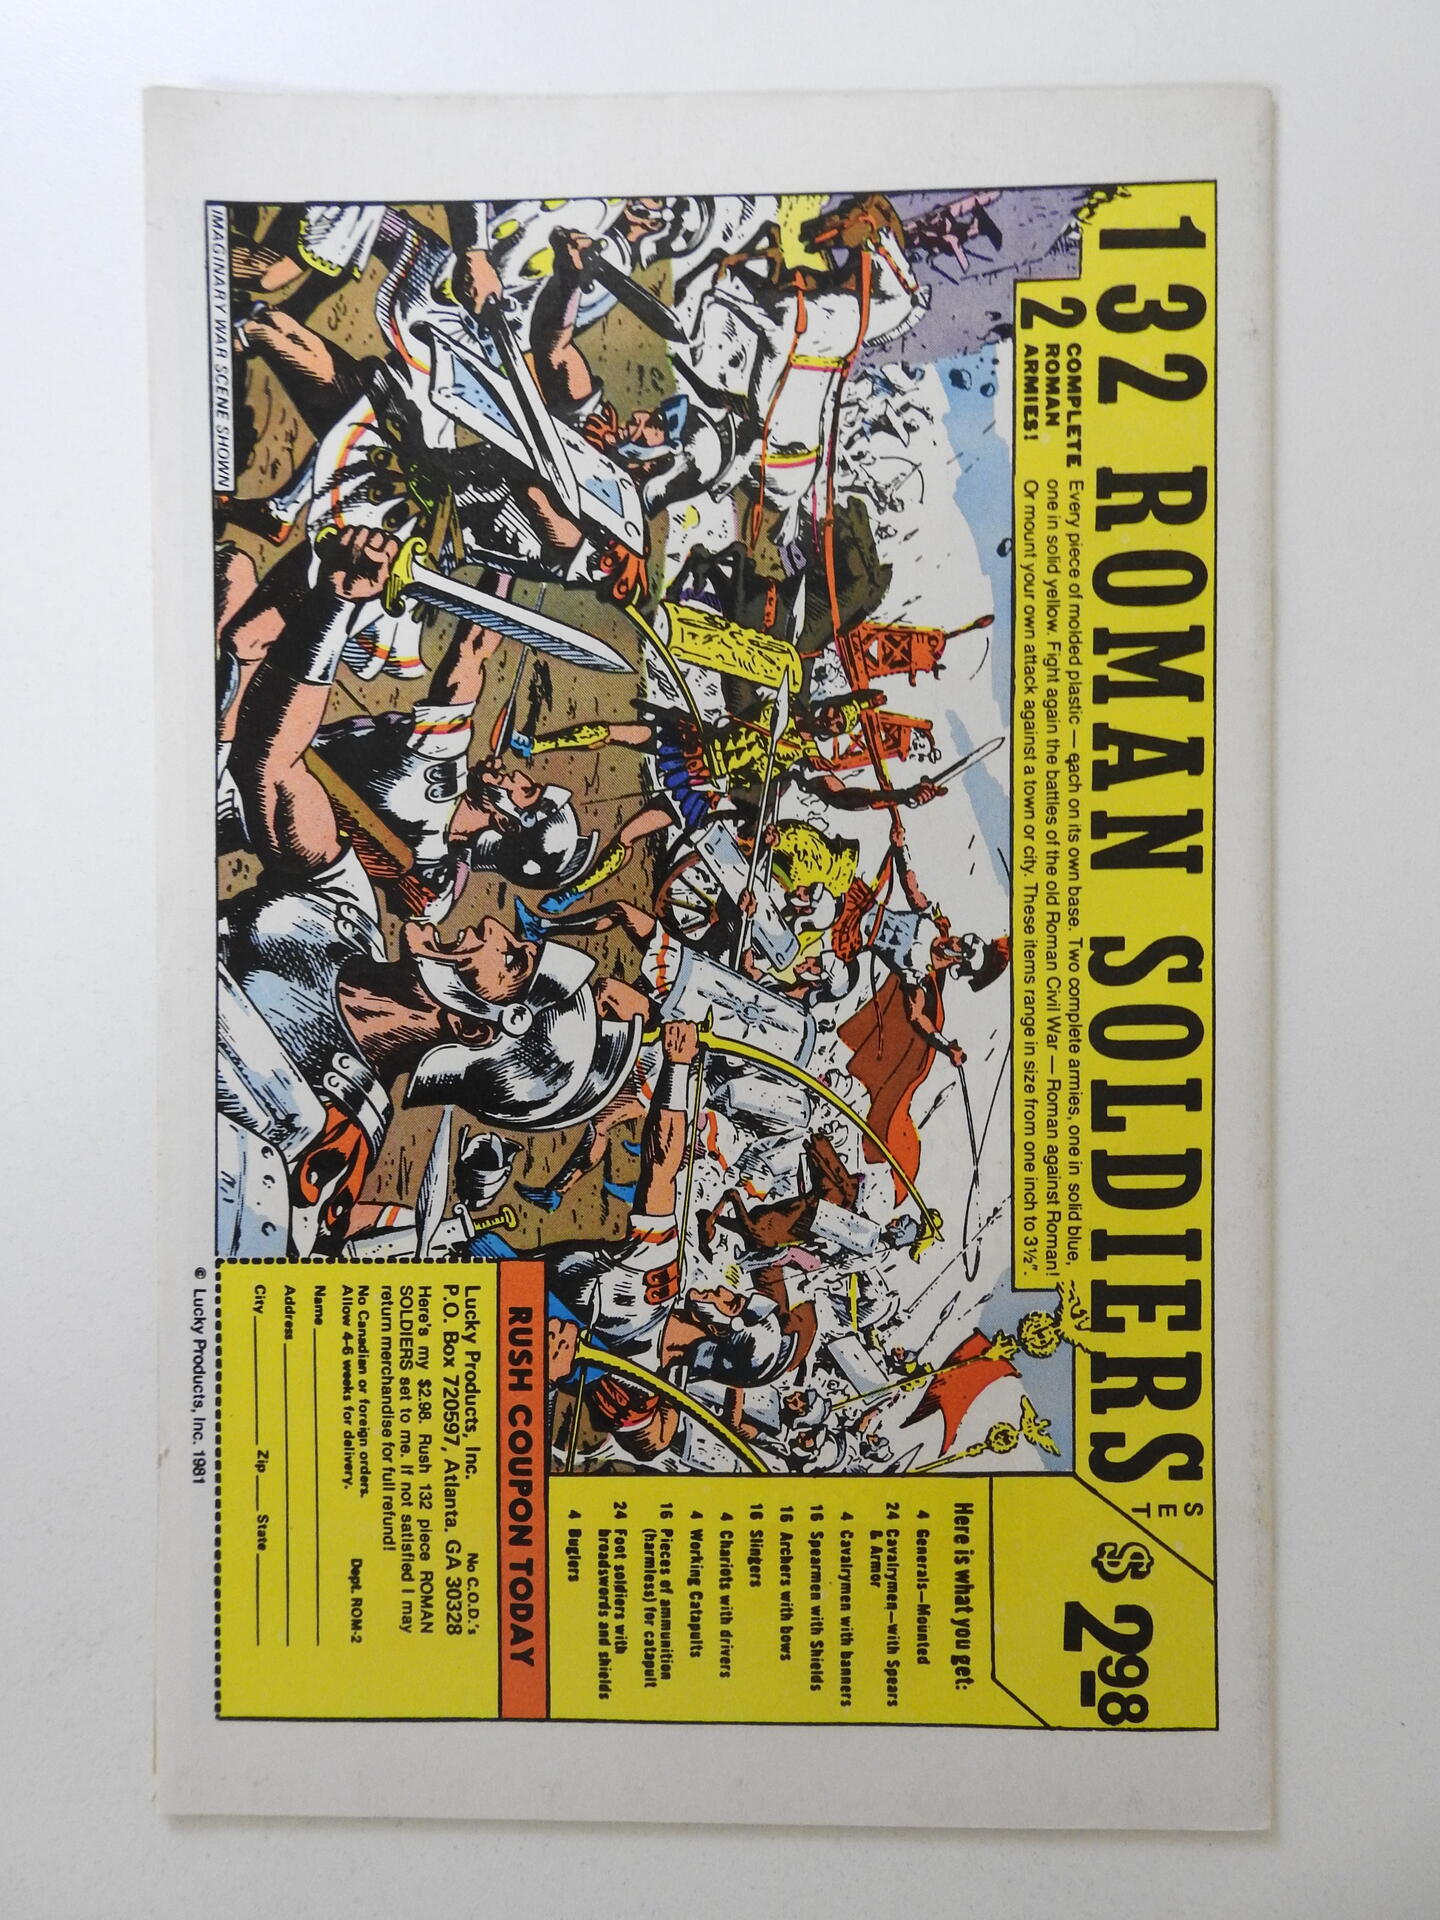 132 ROMAN SOLDIERS
SET
$2.98
2 COMPLETE
ROMAN
ARMIES!
Every piece of molded plastic — each on its own base. Two complete armies, one in solid blue,
one in solid yellow. Fight again the battles of the old Roman Civil War — Roman against Roman!
Or mount your own attack against a town or city. These items range in size from one inch to 3½".
Here is what you get:
4 Generals—Mounted
24 Cavalrymen—with Spears
& Armor
4 Cavalrymen with banners
16 Spearmen with Shields
16 Archers with bows
16 Slingers
4 Chariots with drivers
4 Working Catapults
16 Pieces of ammunition
(harmless) for catapult
24 Foot soldiers with
broadswords and shields
4 Buglers
RUSH COUPON TODAY
Lucky Products, Inc. No C.O.D.'s
P.O. Box 720597, Atlanta, GA 30328
Here's my $2.98. Rush 132 piece ROMAN
SOLDIERS set to me. If not satisfied I may
return merchandise for full refund!
No Canadian or foreign orders. Dept. ROM-2
Allow 4-6 weeks for delivery.
Name
Address
City Zip State
IMAGINARY WAR SCENE SHOWN
© Lucky Products, Inc. 1981